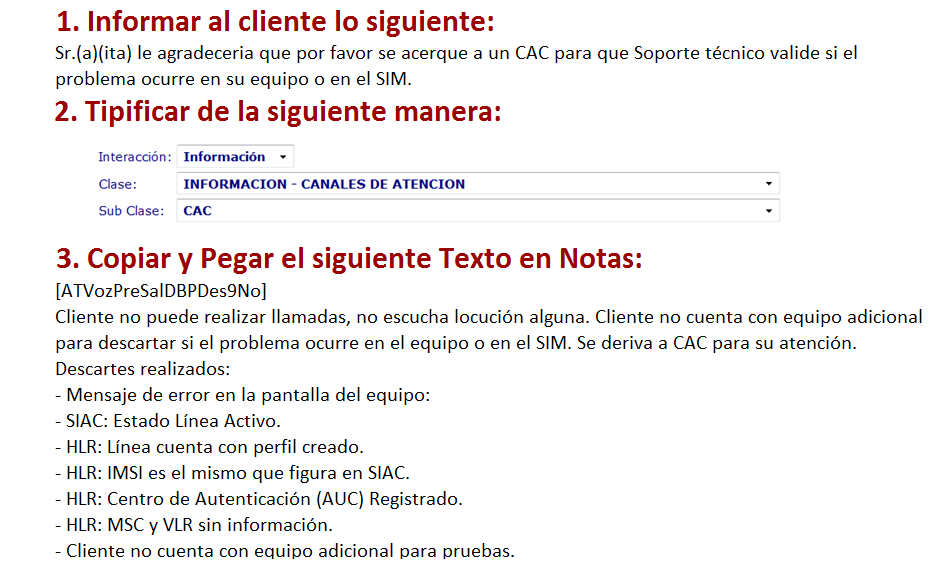 1. Informar al cliente lo siguiente:
Sr.(a)(ita) le agradeceria que por favor se acerque a un CAC para que Soporte técnico valide si el
problema ocurre en su equipo o en el SIM.
2. Tipificar de la siguiente manera:
Interacción: Información
Clase: INFORMACION - CANALES DE ATENCION
Sub Clase: CAC
3. Copiar y Pegar el siguiente Texto en Notas:
[ATVozPreSalDBPDes9No]
Cliente no puede realizar llamadas, no escucha locución alguna. Cliente no cuenta con equipo adicional
para descartar si el problema ocurre en el equipo o en el SIM. Se deriva a CAC para su atención.
Descartes realizados:
- Mensaje de error en la pantalla del equipo:
- SIAC: Estado Línea Activo.
- HLR: Línea cuenta con perfil creado.
- HLR: IMSI es el mismo que figura en SIAC.
- HLR: Centro de Autenticación (AUC) Registrado.
- HLR: MSC y VLR sin información.
- Cliente no cuenta con equipo adicional para pruebas.